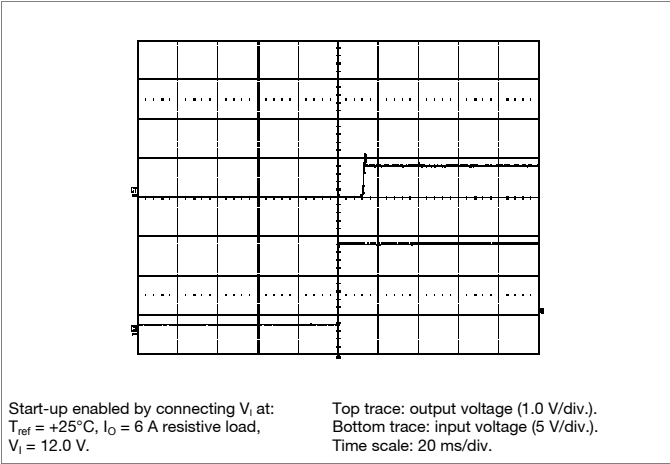 Start-up enabled by connecting V_I at:
T_ref = +25°C, I_O = 6 A resistive load,
V_I = 12.0 V.
Top trace: output voltage (1.0 V/div.).
Bottom trace: input voltage (5 V/div.).
Time scale: 20 ms/div.